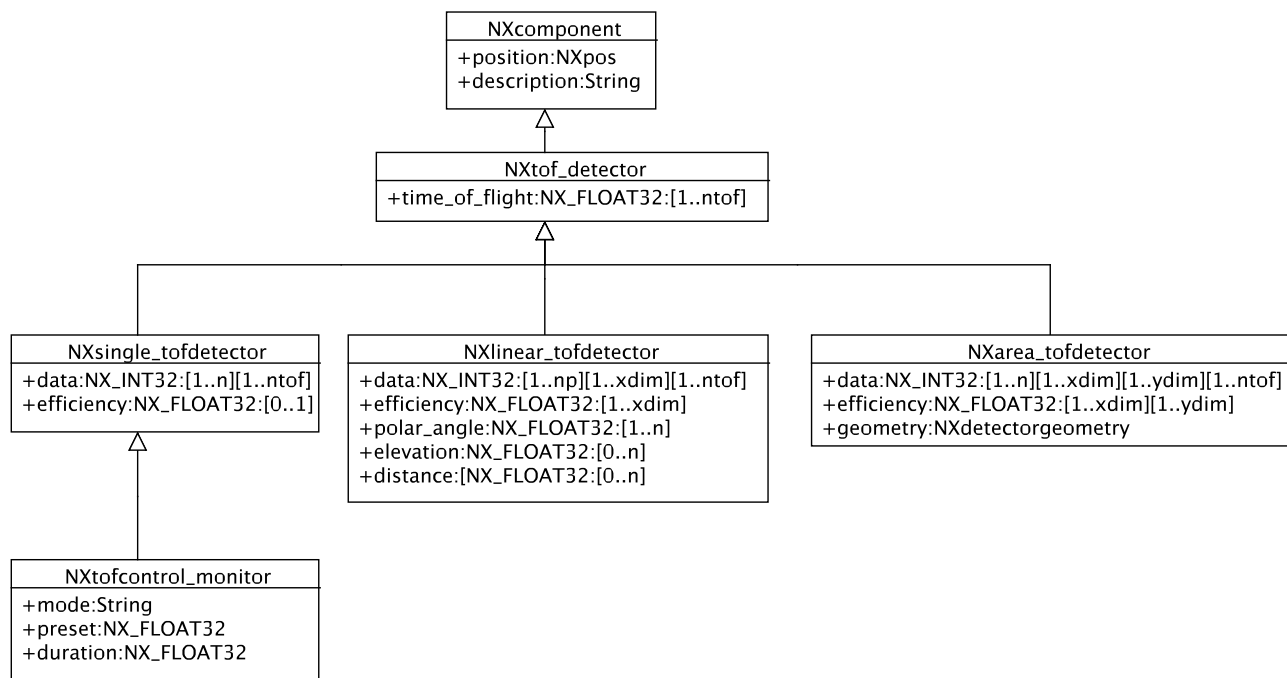 NXcomponent
+position:NXpos
+description:String
NXtof_detector
+time_of_flight:NX_FLOAT32:[1..ntof]
NXsingle_tofdetector
+data:NX_INT32:[1..n][1..ntof]
+efficiency:NX_FLOAT32:[0..1]
NXlinear_tofdetector
+data:NX_INT32:[1..np][1..xdim][1..ntof]
+efficiency:NX_FLOAT32:[1..xdim]
+polar_angle:NX_FLOAT32:[1..n]
+elevation:NX_FLOAT32:[0..n]
+distance:[NX_FLOAT32:[0..n]
NXarea_tofdetector
+data:NX_INT32:[1..n][1..xdim][1..ydim][1..ntof]
+efficiency:NX_FLOAT32:[1..xdim][1..ydim]
+geometry:NXdetectorgeometry
NXtofcontrol_monitor
+mode:String
+preset:NX_FLOAT32
+duration:NX_FLOAT32